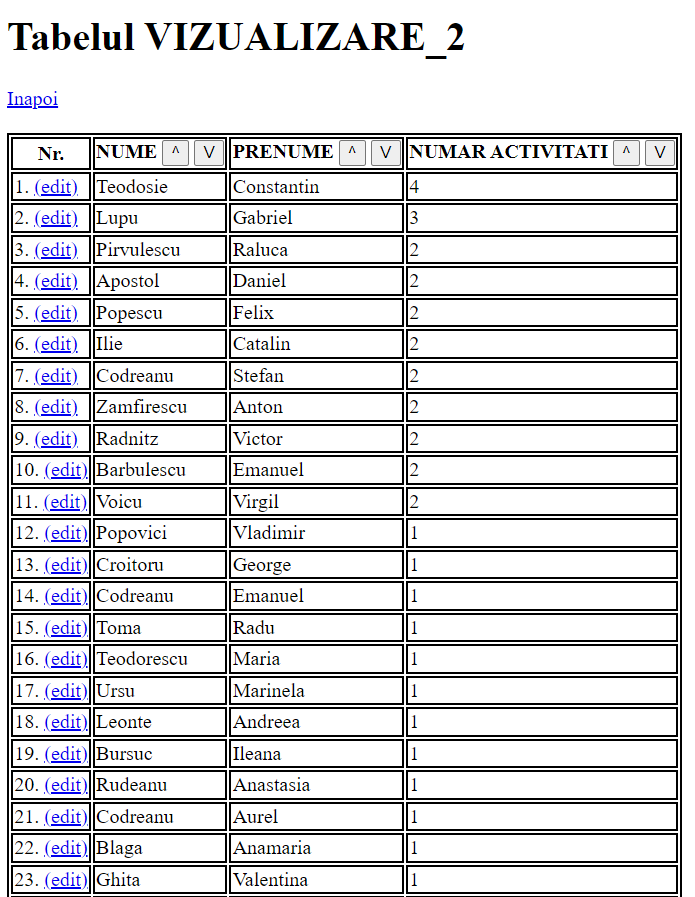 Tabelul VIZUALIZARE_2
Inapoi
Nr. NUME ^ V PRENUME ^ V NUMAR ACTIVITATI ^ V
1. (edit) Teodosie Constantin 4
2. (edit) Lupu Gabriel 3
3. (edit) Pirvulescu Raluca 2
4. (edit) Apostol Daniel 2
5. (edit) Popescu Felix 2
6. (edit) Ilie Catalin 2
7. (edit) Codreanu Stefan 2
8. (edit) Zamfirescu Anton 2
9. (edit) Radnitz Victor 2
10. (edit) Barbulescu Emanuel 2
11. (edit) Voicu Virgil 2
12. (edit) Popovici Vladimir 1
13. (edit) Croitoru George 1
14. (edit) Codreanu Emanuel 1
15. (edit) Toma Radu 1
16. (edit) Teodorescu Maria 1
17. (edit) Ursu Marinela 1
18. (edit) Leonte Andreea 1
19. (edit) Bursuc Ileana 1
20. (edit) Rudeanu Anastasia 1
21. (edit) Codreanu Aurel 1
22. (edit) Blaga Anamaria 1
23. (edit) Ghita Valentina 1